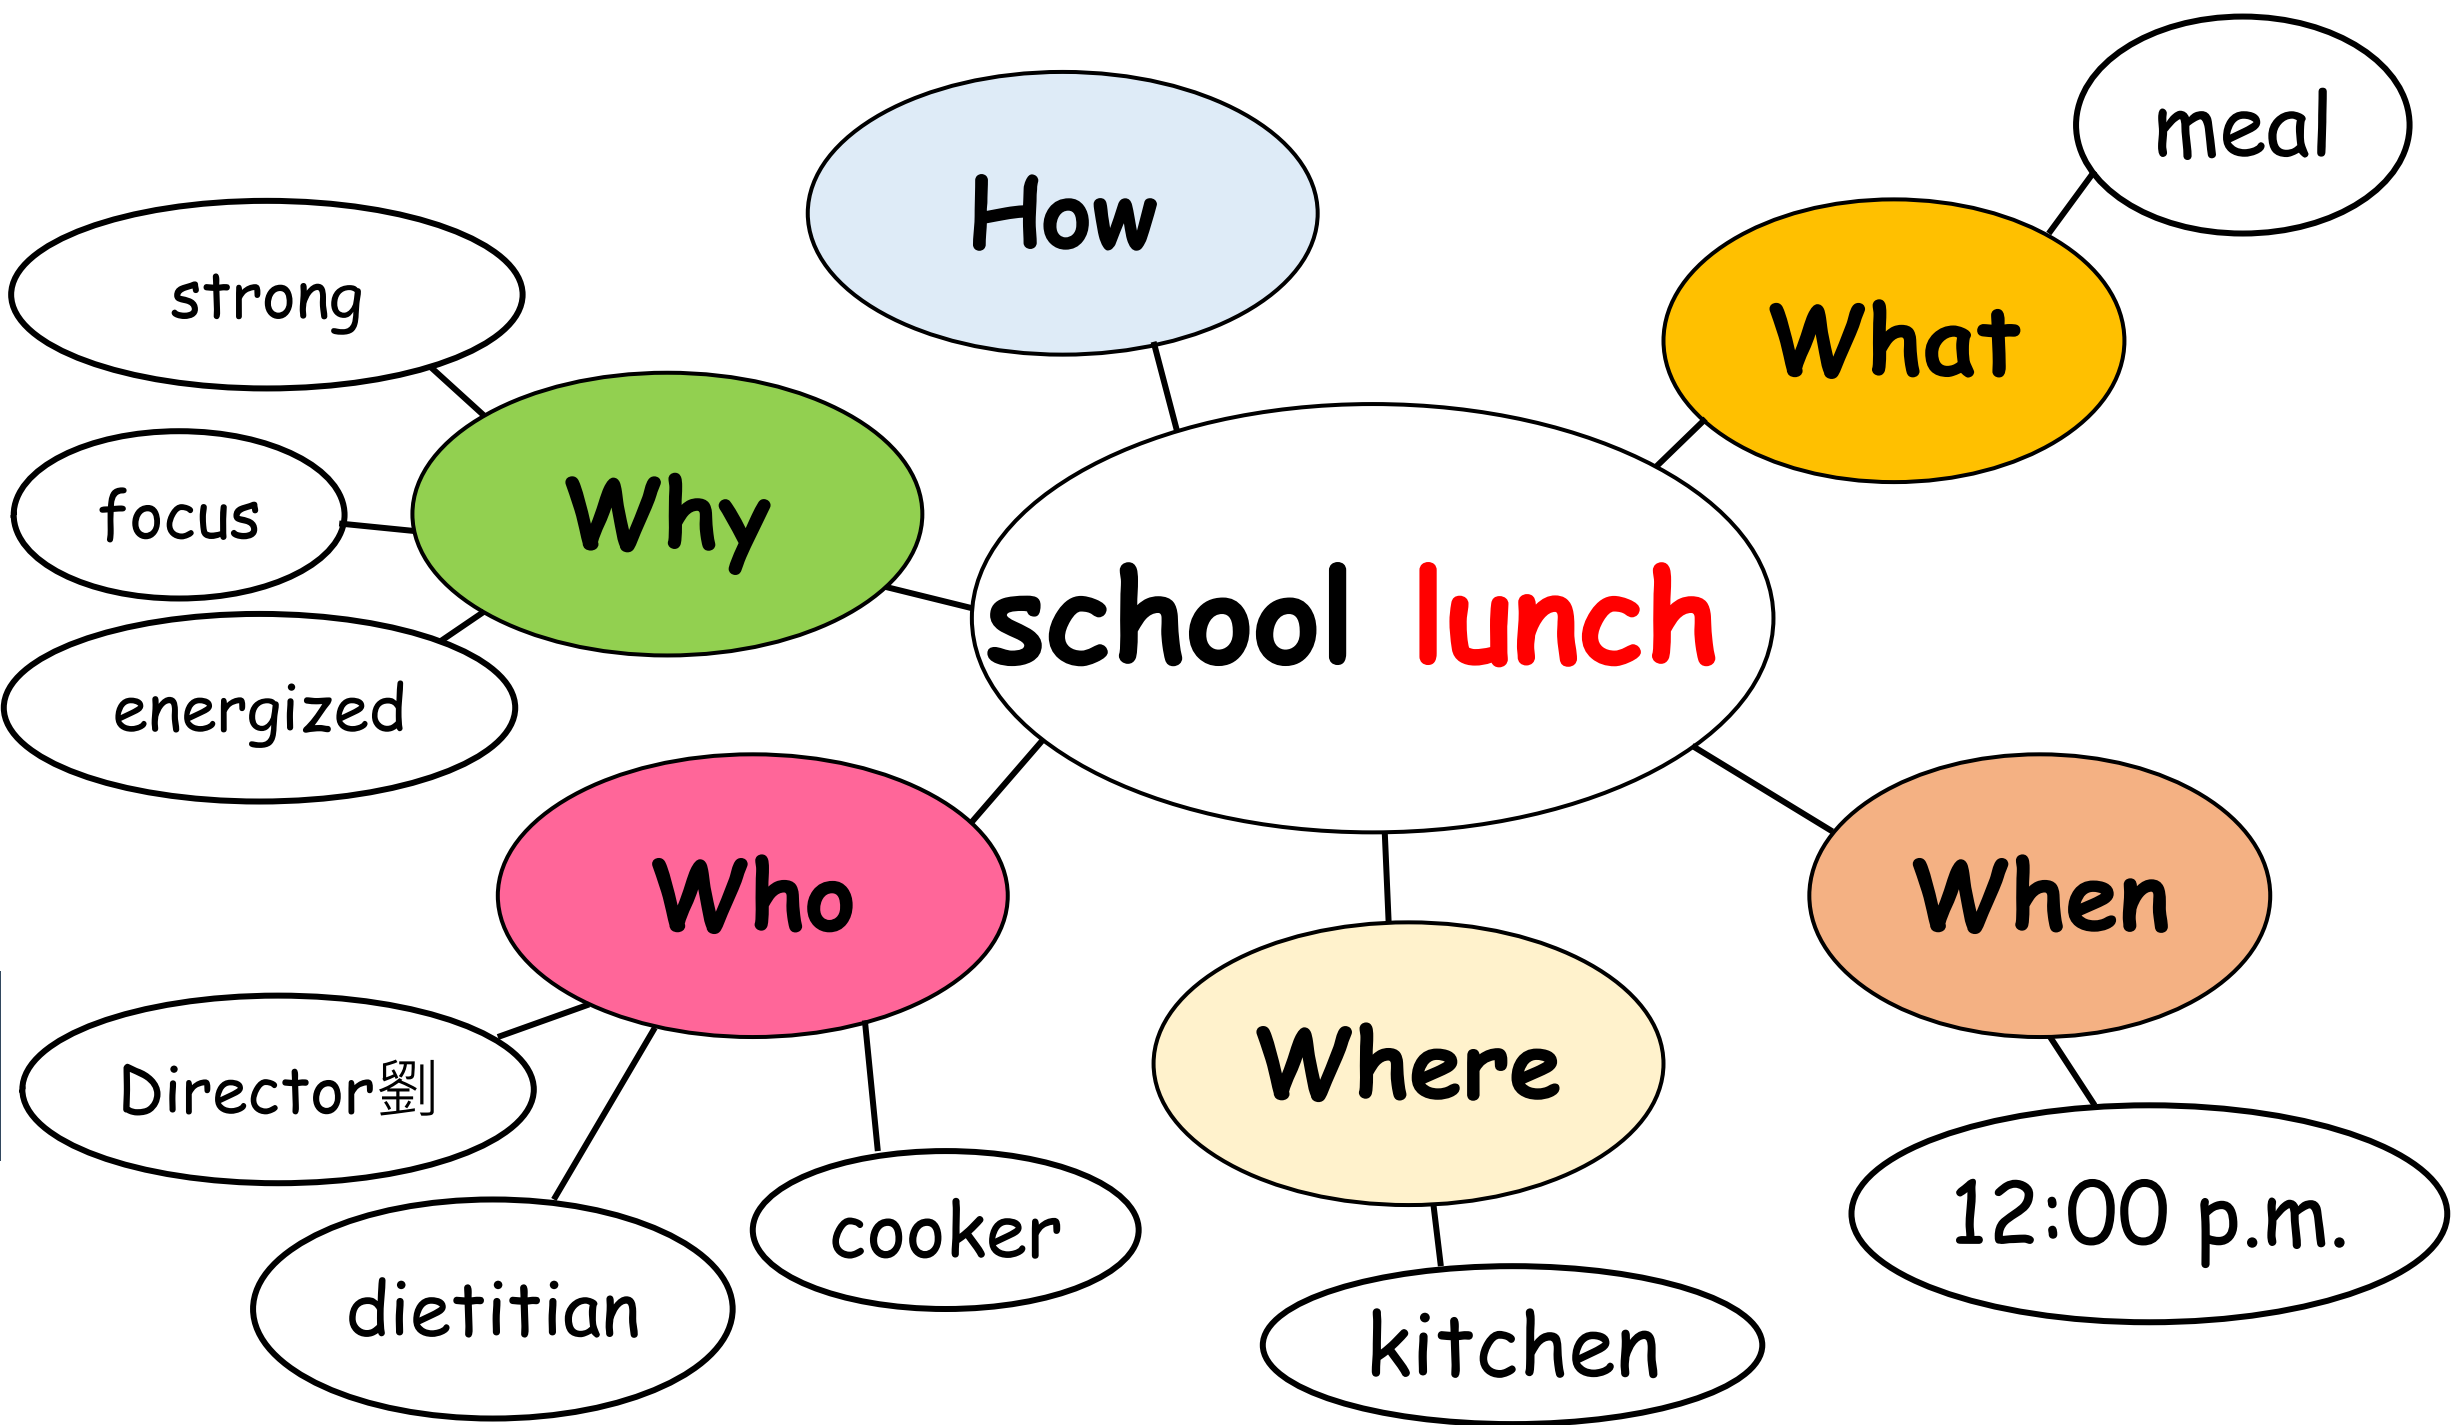 meal
How
What
strong
Why
focus
school lunch
energized
Who
When
Where
Director劉
12:00 p.m.
cooker
dietitian
kitchen